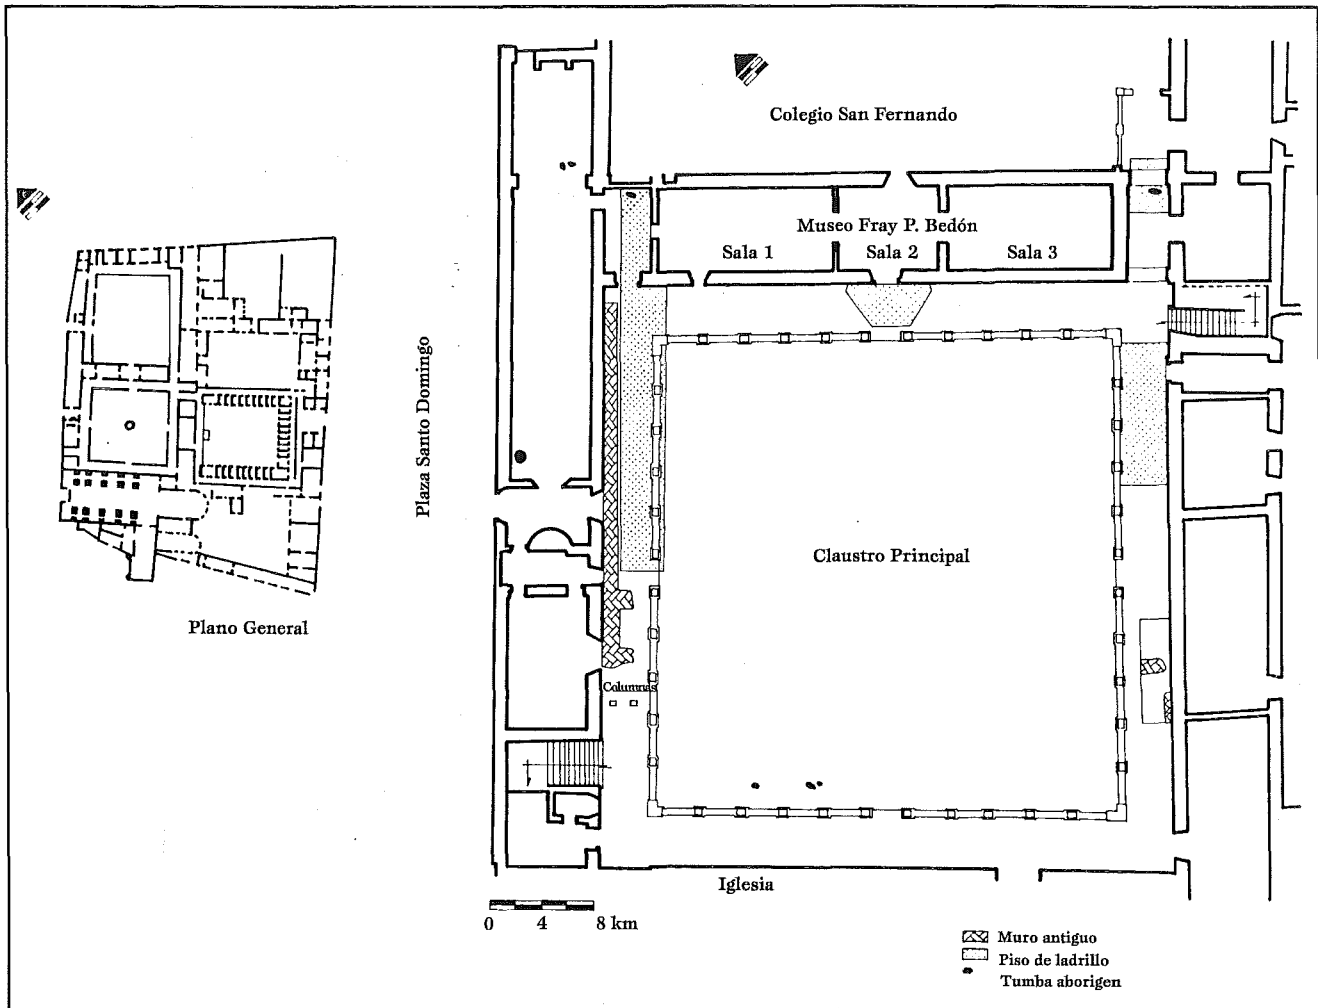 Colegio San Fernando
Museo Fray P. Bedón
Sala 1
Sala 2
Sala 3
Plaza Santo Domingo
Claustro Principal
Plano General
Columnas
Iglesia
0 4 8 km
Muro antiguo
Piso de ladrillo
Tumba aborigen